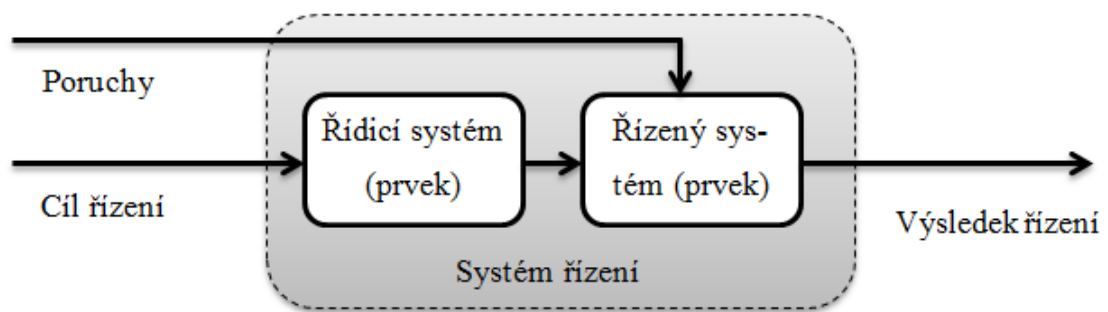 Poruchy
Řídicí systém
(prvek)
Řízený sys-
tém (prvek)
Cíl řízení
Výsledek řízení
Systém řízení